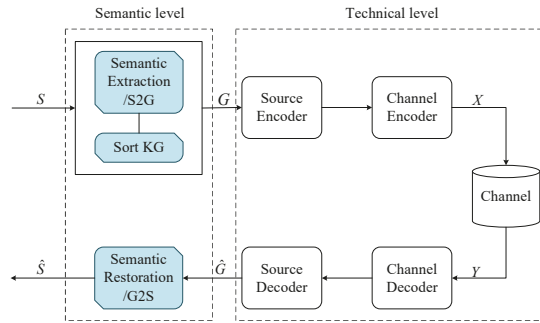 Semantic level
Technical level
Semantic
Extraction
/S2G
Sort KG
S
G
Source
Encoder
Channel
Encoder
X
Channel
Ŝ
Semantic
Restoration
/G2S
Ĝ
Source
Decoder
Channel
Decoder
Y